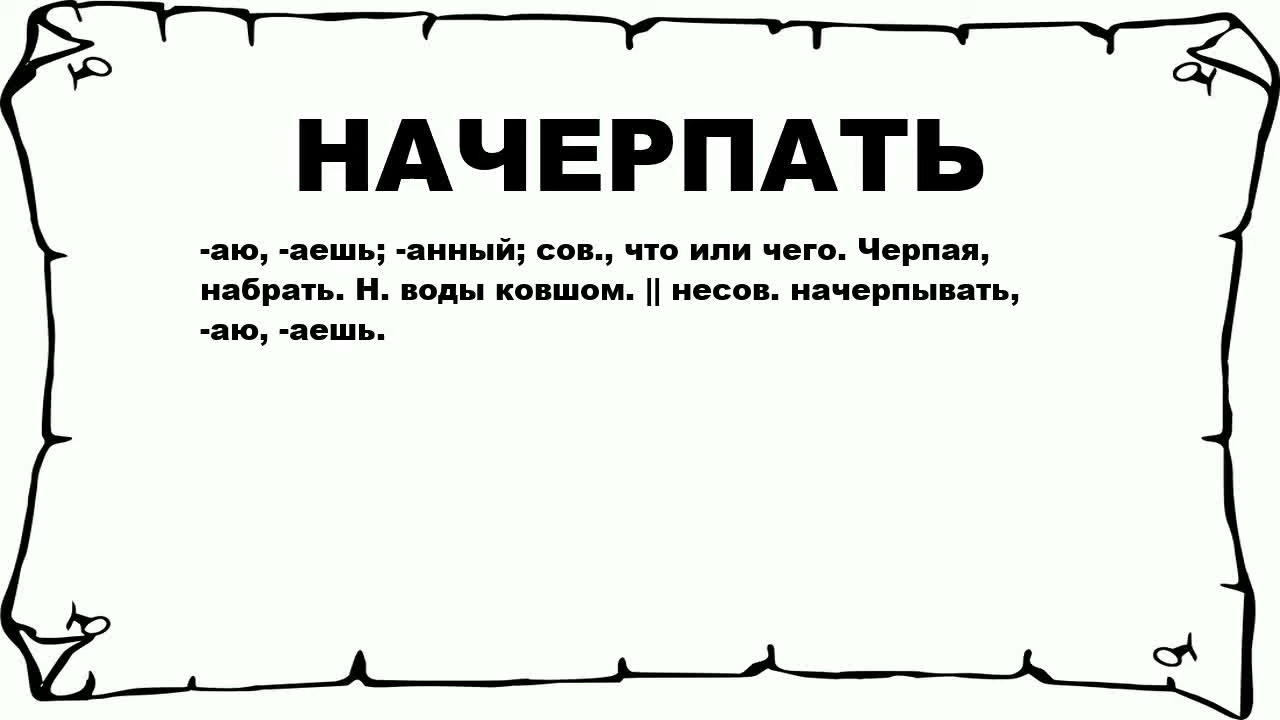 НАЧЕРПАТЬ
-аю, -аешь; -анный; сов., что или чего. Черпая,
набрать. Н. воды ковшом. || несов. начерпывать,
-аю, -аешь.